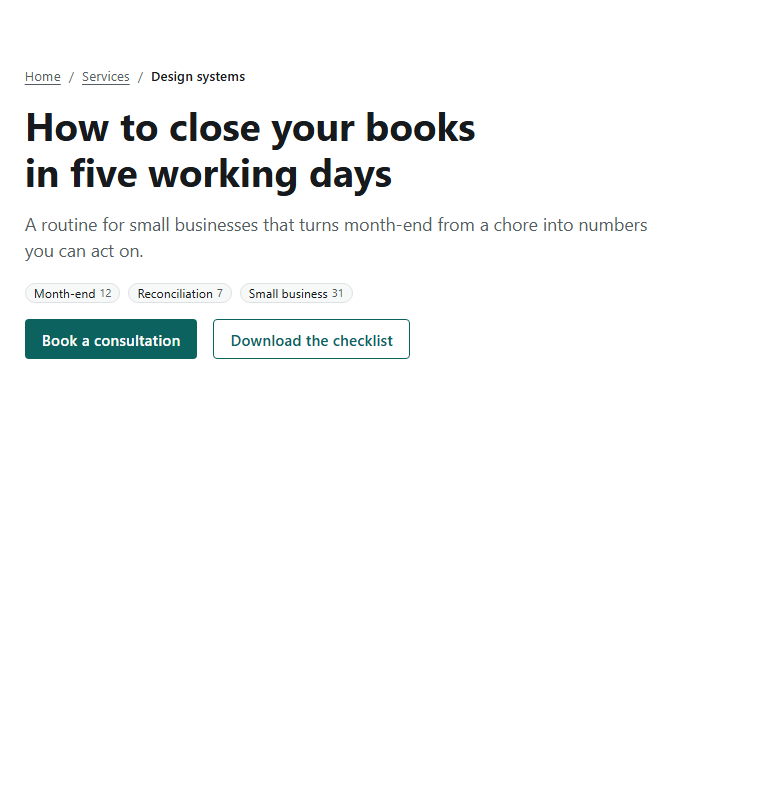 Home / Services / Design systems
How to close your books
in five working days
A routine for small businesses that turns month-end from a chore into numbers
you can act on.
Month-end 12 Reconciliation 7 Small business 31
Book a consultation Download the checklist